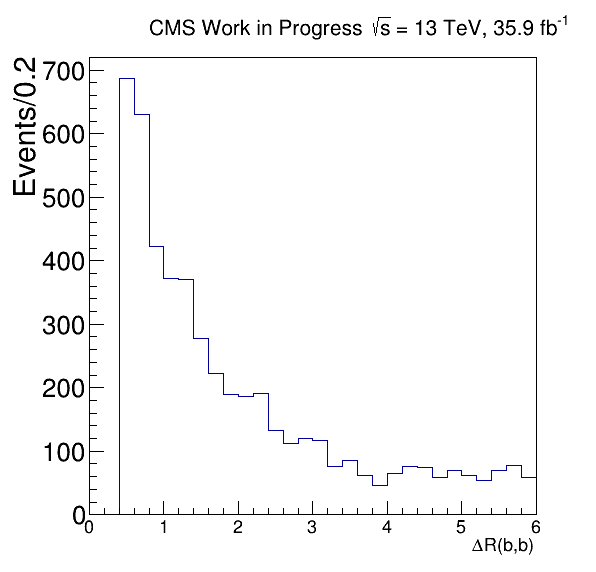 CMS Work in Progress √s = 13 TeV, 35.9 fb⁻¹
Events/0.2
700
600
500
400
300
200
100
0
0 1 2 3 4 5 6
ΔR(b,b)